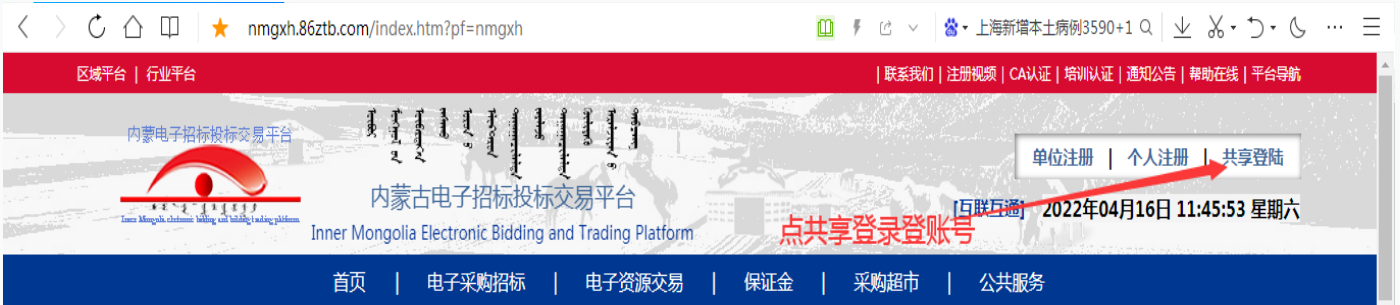 nmgxh.86ztb.com/index.htm?pf=nmgxh
上海新增本土病例3590+1
区域平台 | 行业平台
| 联系我们 | 注册视频 | CA认证 | 培训认证 | 通知公告 | 帮助在线 | 平台导航
内蒙电子招标投标交易平台
单位注册 | 个人注册 | 共享登陆
内蒙古电子招标投标交易平台
[互联互通] 2022年04月16日 11:45:53 星期六
Inner Mongolia Electronic Bidding and Trading Platform
点共享登录登账号
首页 | 电子采购招标 | 电子资源交易 | 保证金 | 采购超市 | 公共服务